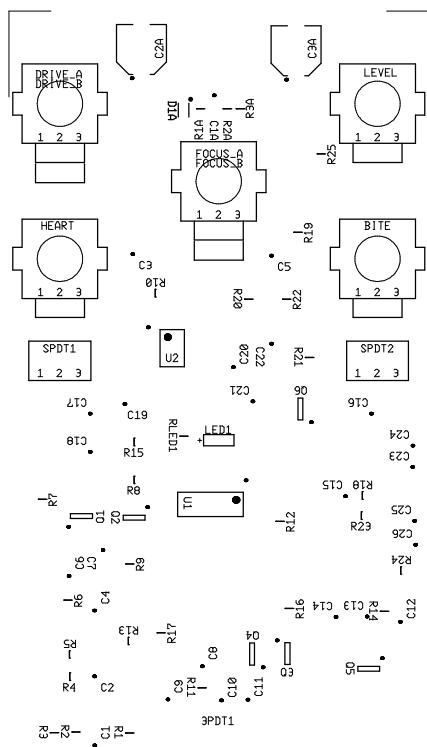 C2A
C3A
DRIVE_A
DRIVE_B
LEVEL
D1A
R1A
C1A
R2A
R3A
1 2 3
1 2 3
R25
FOCUS_A
FOCUS_B
1 2 3
HEART
BITE
R19
C3
C5
R10
1 2 3
R20
R22
1 2 3
SPDT1
U2
C20
C22
R21
SPDT2
1 2 3
1 2 3
C17
C19
C21
Q6
C16
C18
R15
RLED1
LED1
+
C24
C23
R8
R7
U1
C15
R18
Q1
Q2
R12
R23
C25
C26
C6
C7
R9
R24
R6
C4
R16
C14
C13
R14
C12
R5
R13
R17
Q4
R4
C2
C8
Q3
Q5
C9
R11
C10
C11
3PDT1
R3
R2
C1
R1